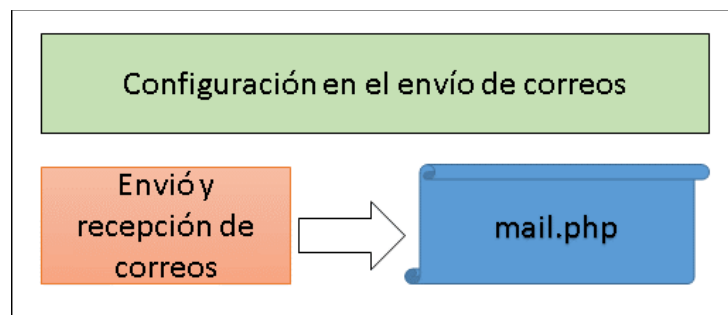 Configuración en el envío de correos
Envió y
recepción de
correos
mail.php